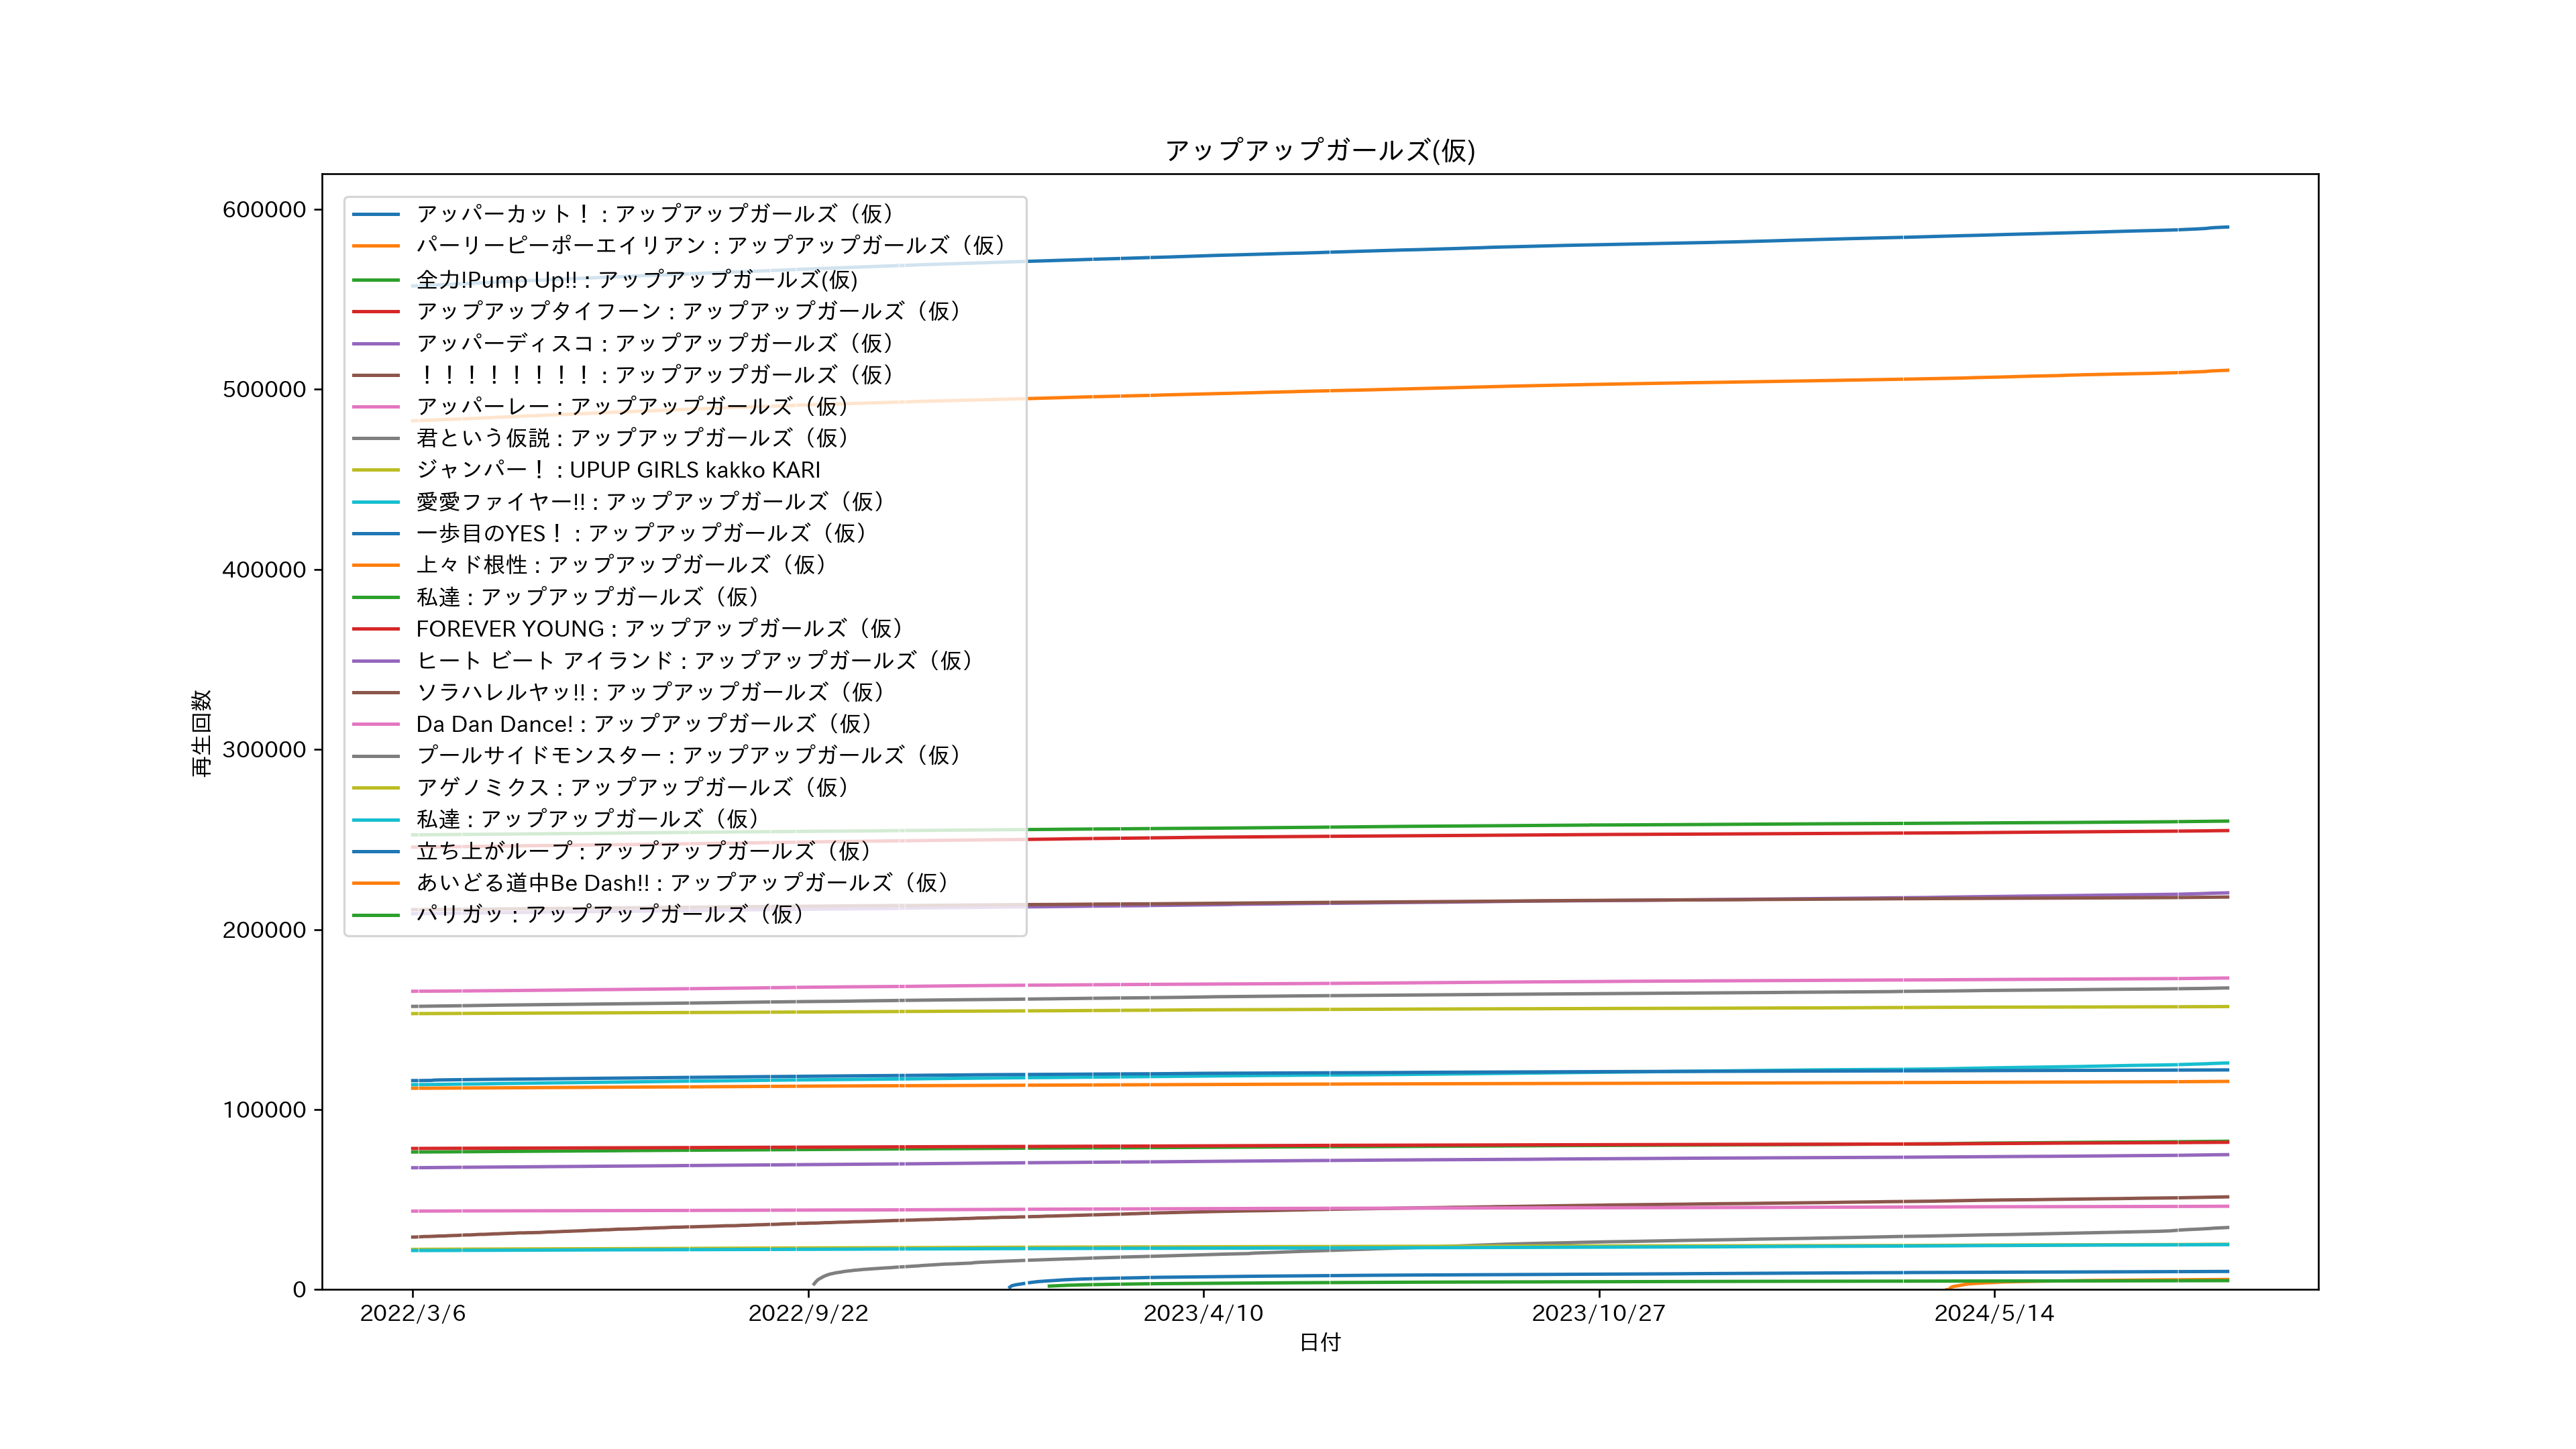 アップアップガールズ(仮)
600000
500000
400000
300000
200000
100000
0
再生回数
アッパーカット！ : アップアップガールズ（仮）
パーリーピーポーエイリアン : アップアップガールズ（仮）
全力!Pump Up!! : アップアップガールズ(仮)
アップアップタイフーン : アップアップガールズ（仮）
アッパーディスコ : アップアップガールズ（仮）
！！！！！！！！ : アップアップガールズ（仮）
アッパーレー : アップアップガールズ（仮）
君という仮説 : アップアップガールズ（仮）
ジャンパー！ : UPUP GIRLS kakko KARI
愛愛ファイヤー!! : アップアップガールズ（仮）
一歩目のYES！ : アップアップガールズ（仮）
上々ド根性 : アップアップガールズ（仮）
私達 : アップアップガールズ（仮）
FOREVER YOUNG : アップアップガールズ（仮）
ヒート ビート アイランド : アップアップガールズ（仮）
ソラハレルヤッ!! : アップアップガールズ（仮）
Da Dan Dance! : アップアップガールズ（仮）
プールサイドモンスター : アップアップガールズ（仮）
アゲノミクス : アップアップガールズ（仮）
私達 : アップアップガールズ（仮）
立ち上がループ : アップアップガールズ（仮）
あいどる道中Be Dash!! : アップアップガールズ（仮）
パリガッ : アップアップガールズ（仮）
2022/3/6
2022/9/22
2023/4/10
2023/10/27
2024/5/14
日付